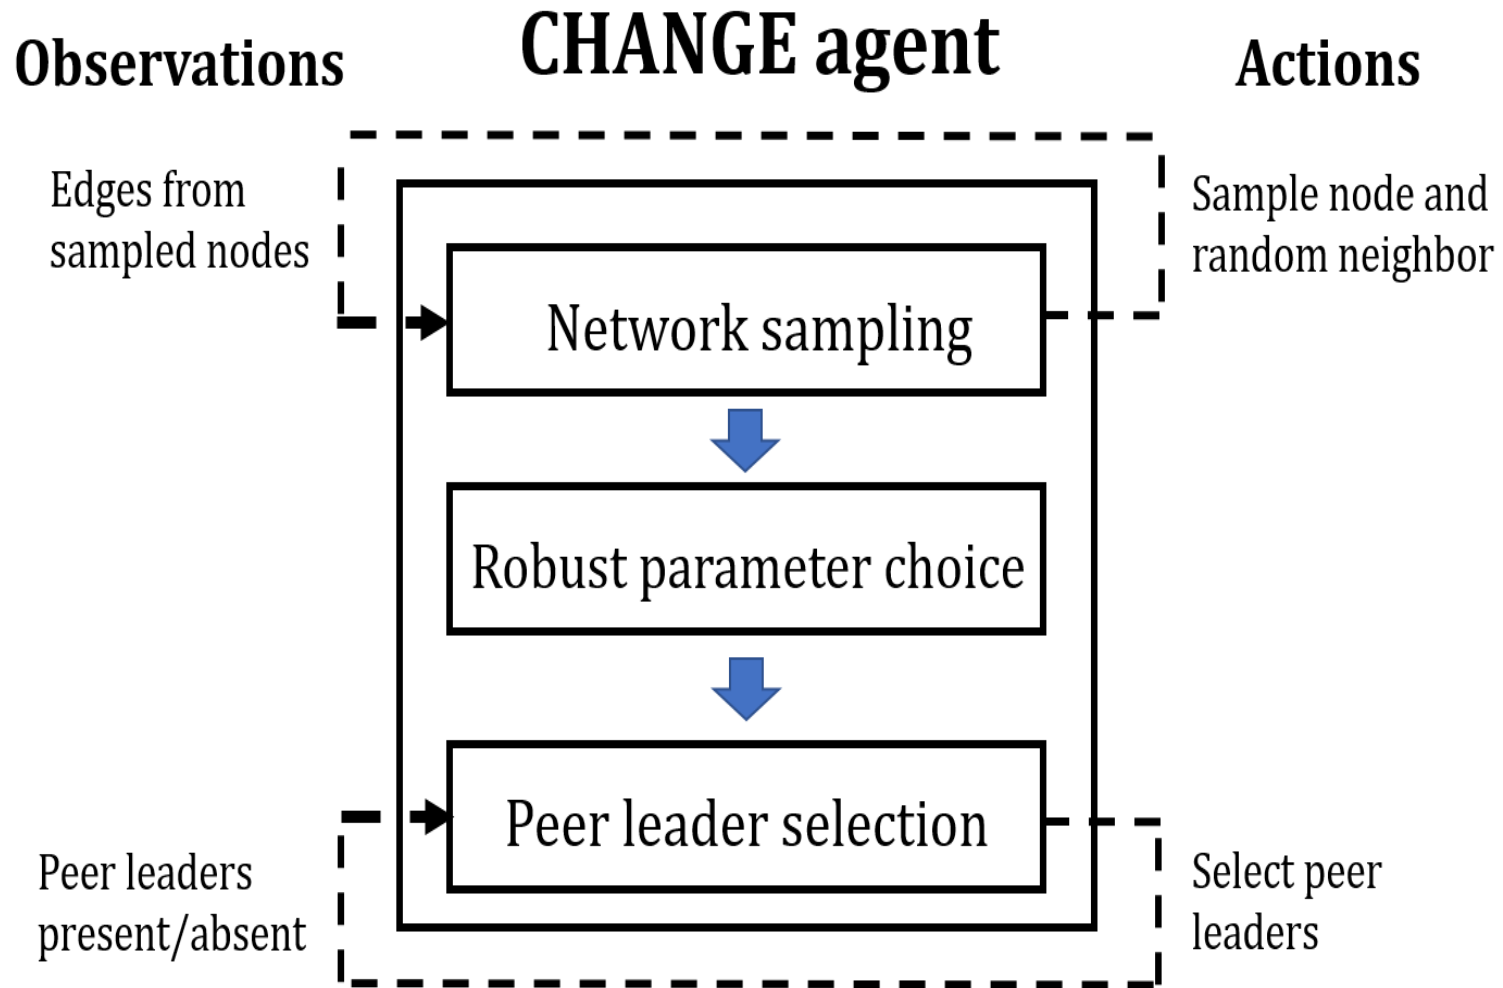 Observations
CHANGE agent
Actions
Edges from
sampled nodes
Sample node and
random neighbor
Network sampling
Robust parameter choice
Peer leader selection
Peer leaders
present/absent
Select peer
leaders